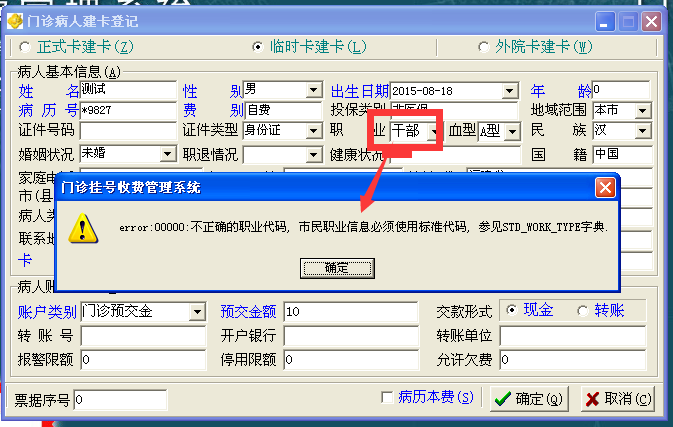 门诊病人建卡登记
正式卡建卡(Z) 临时卡建卡(L) 外院卡建卡(W)
病人基本信息(A)
姓 名 测试 性 别 男 出生日期 2015-08-18 年 龄 0
病 历 号 *9827 费 别 自费 投保类别 非医保 地域范围 本市
证件号码 证件类型 身份证 职 业 干部 血型 A型 民 族 汉
婚姻状况 未婚 职退情况 健康状况 国 籍 中国
家庭电
市(县
病人类
联系地
卡
门诊挂号收费管理系统
error:00000:不正确的职业代码, 市民职业信息必须使用标准代码, 参见STD_WORK_TYPE字典.
确定
病人账
账户类别 门诊预交金 预交金额 10 交款形式 现金 转账
转 账 号 开户银行 转账单位
报警限额 0 停用限额 0 允许欠费 0
票据序号 0 病历本费(S) 确定(Q) 取消(C)